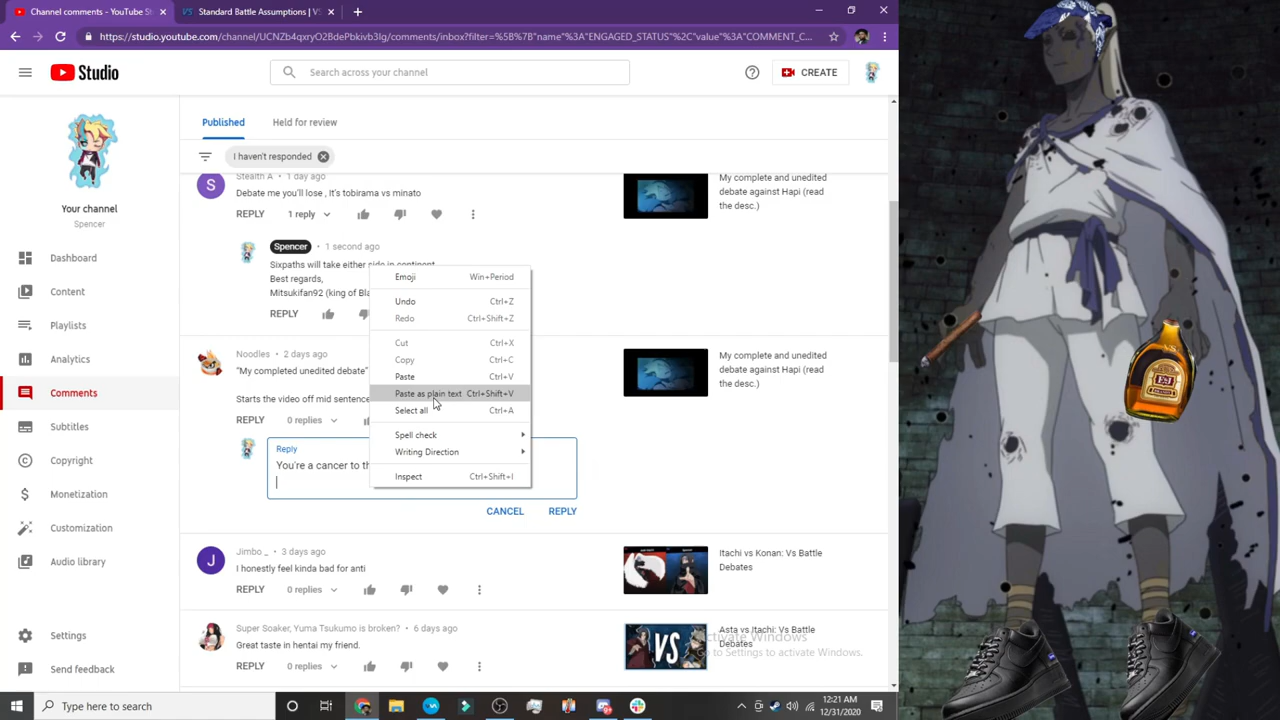 Comments - YouTube St
Standard Battle Assumptions | VS
https://studio.youtube.com/channel/UCNZb4qxryO2BdePbkivb3Ig/comments/inbox?filter=%5B%7B"name"%3A"ENGAGED_STATUS"%2C"value"%3A"COMMENT_C...
Studio
Search across your channel
CREATE
Your channel
Spencer
Dashboard
Content
Playlists
Analytics
Comments
Subtitles
Copyright
Monetization
Customization
Audio library
Settings
Send feedback
Published
Held for review
I haven't responded
S
Stealth A • 1 day ago
Debate me you'll lose , It's tobirama vs minato
REPLY
1 reply
My complete and unedited
debate against Hapi (read
the desc.)
Spencer • 1 second ago
Sixpaths will take either side in continent
Best regards,
Mitsukifan92 (king of Bla
REPLY
Noodles • 2 days ago
"My completed unedited debate"
Starts the video off mid sentence
REPLY
0 replies
My complete and unedited
debate against Hapi (read
the desc.)
Emoji Win+Period
Undo Ctrl+Z
Redo Ctrl+Shift+Z
Cut Ctrl+X
Copy Ctrl+C
Paste Ctrl+V
Paste as plain text Ctrl+Shift+V
Select all Ctrl+A
Spell check
Writing Direction
Inspect Ctrl+Shift+I
Reply
You're a cancer to th
CANCEL
REPLY
J
Jimbo _ • 3 days ago
I honestly feel kinda bad for anti
REPLY
0 replies
Itachi vs Konan: Vs Battle
Debates
Super Soaker, Yuma Tsukumo is broken? • 6 days ago
Great taste in hentai my friend.
REPLY
0 replies
VS
Asta vs Itachi: Vs Battle
Debates
Activate Windows
Go to Settings to activate Windows.
Type here to search
12:21 AM
12/31/2020
VS
E&J